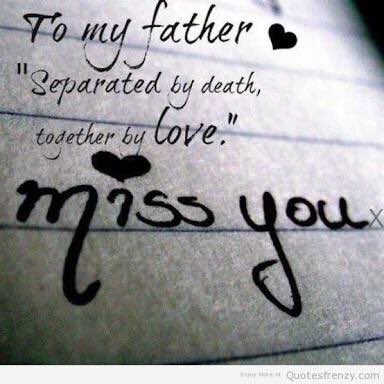 To my father
"Separated by death,
together by love."
miss you x
Enjoy More At QuotesFrenzy.com